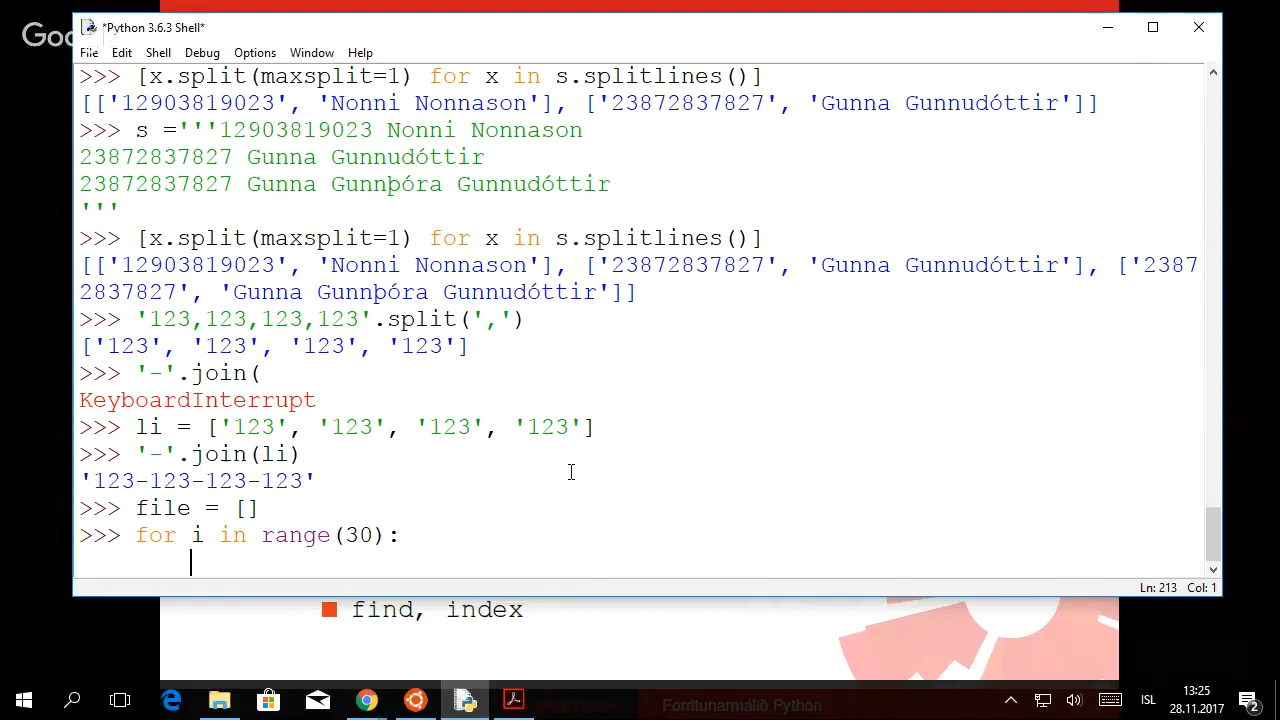 Goo
*Python 3.6.3 Shell*
File Edit Shell Debug Options Window Help
>>> [x.split(maxsplit=1) for x in s.splitlines()]
[['12903819023', 'Nonni Nonnason'], ['23872837827', 'Gunna Gunnudóttir']]
>>> s ='''12903819023 Nonni Nonnason
23872837827 Gunna Gunnudóttir
23872837827 Gunna Gunnþóra Gunnudóttir
'''
>>> [x.split(maxsplit=1) for x in s.splitlines()]
[['12903819023', 'Nonni Nonnason'], ['23872837827', 'Gunna Gunnudóttir'], ['2387
2837827', 'Gunna Gunnþóra Gunnudóttir']]
>>> '123,123,123,123'.split(',')
['123', '123', '123', '123']
>>> '-'.join(
KeyboardInterrupt
>>> li = ['123', '123', '123', '123']
>>> '-'.join(li)
'123-123-123-123'
>>> file = []
>>> for i in range(30):
Ln: 213 Col: 1
find, index
Forritunarmálið Python
ISL
13:25
28.11.2017
2